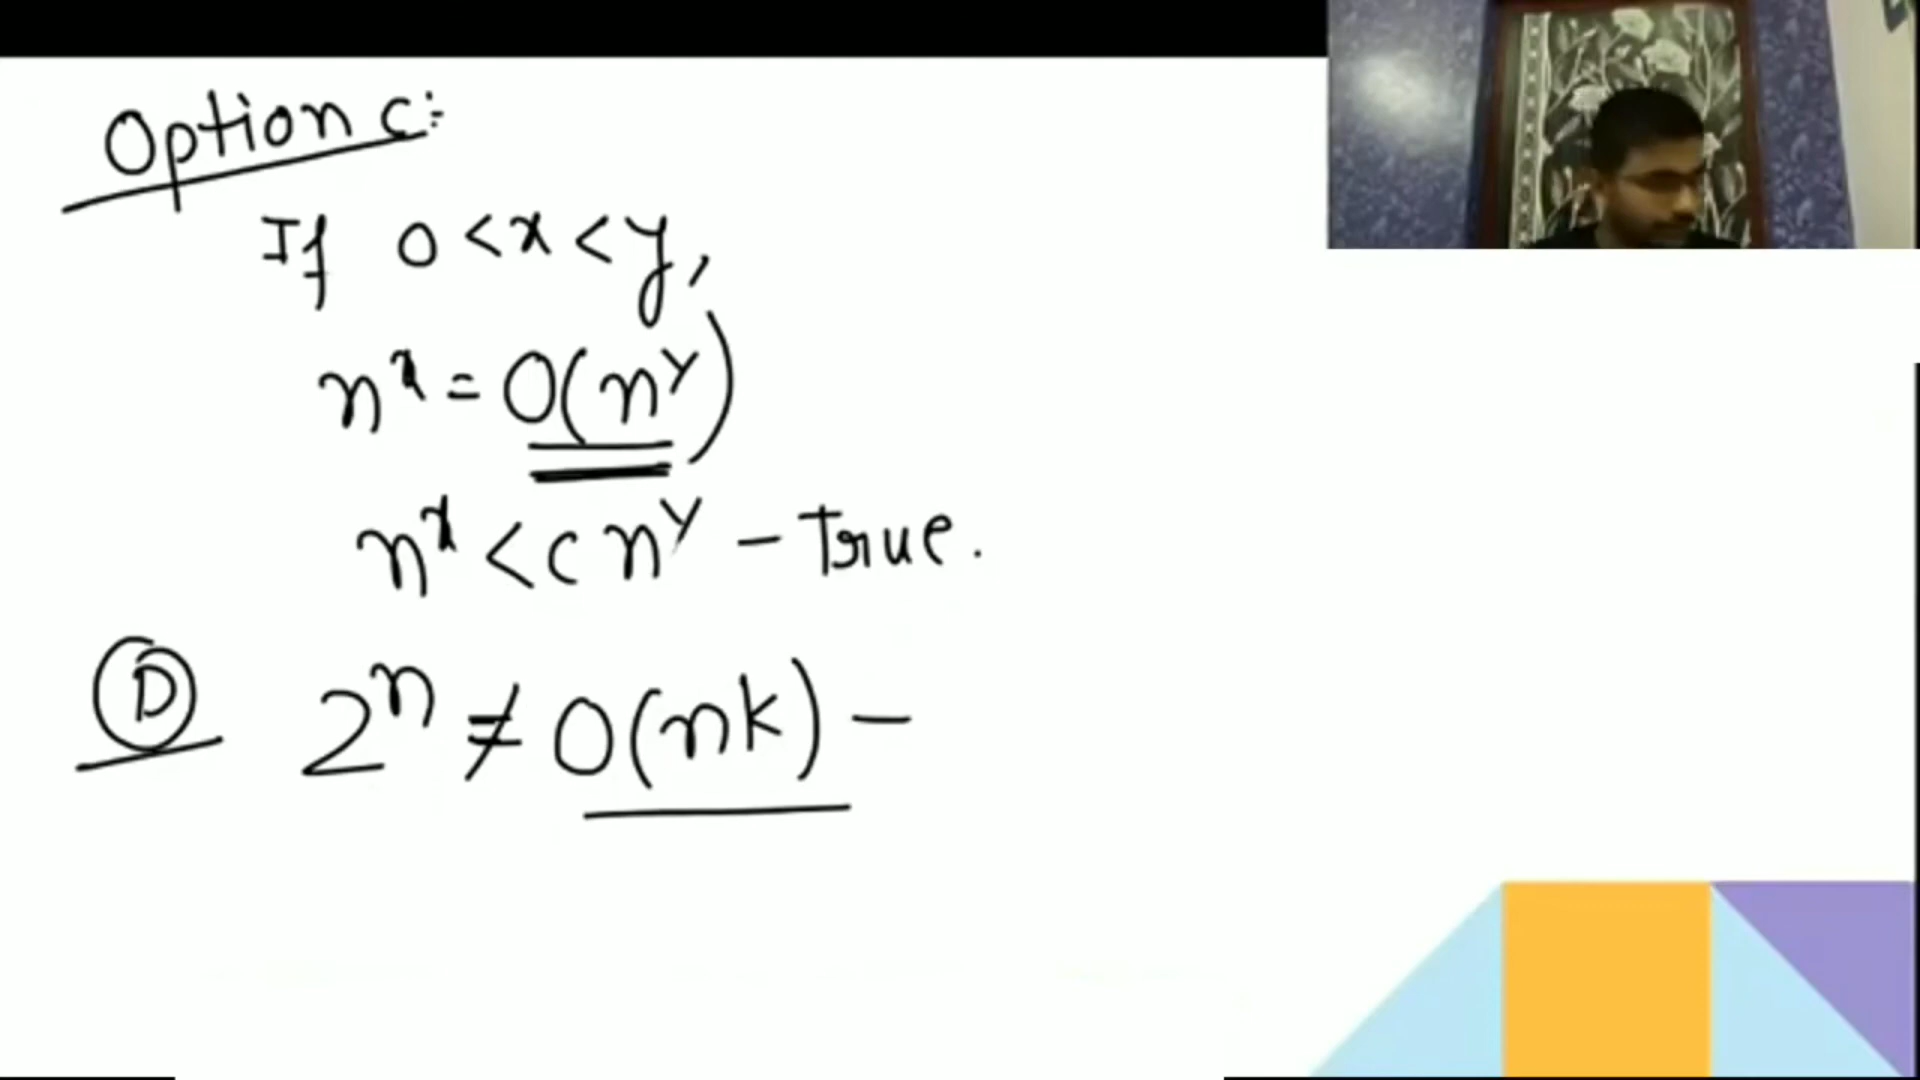 Option C:
If 0 < x < y,
n^x = O(n^y)
n^x < c n^y - True.
D 2^n ≠ O(nk) -